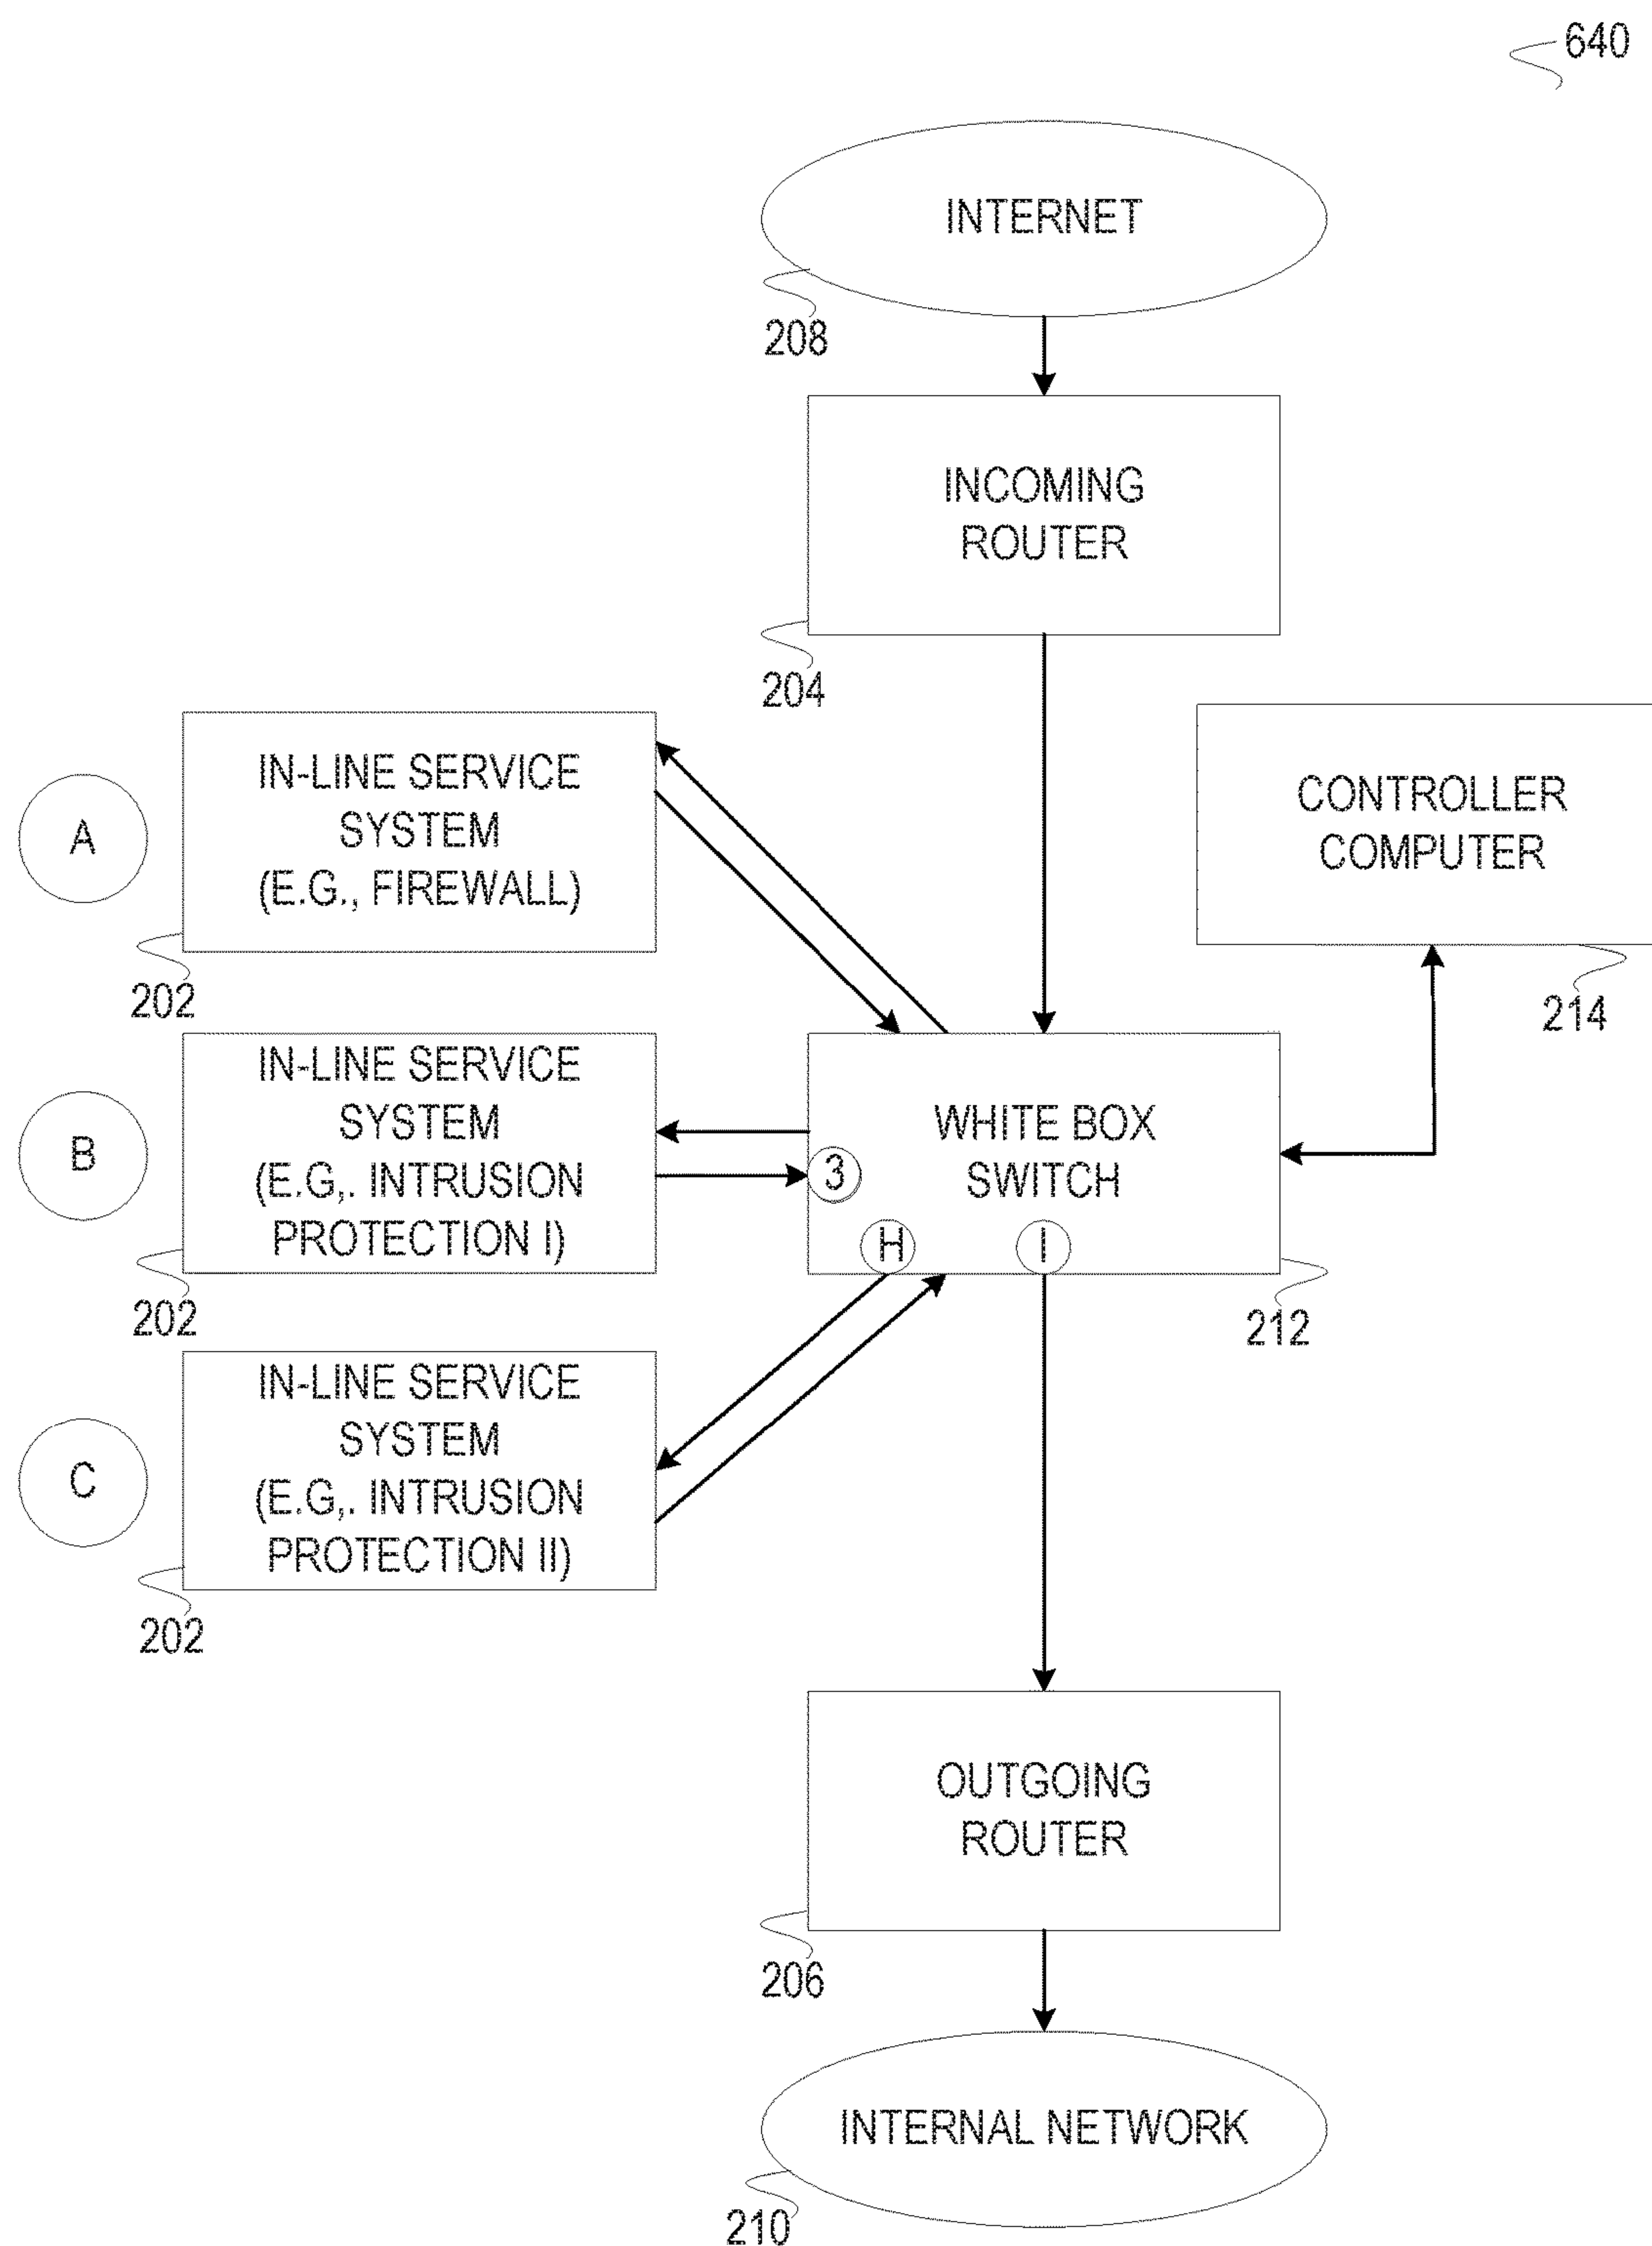 640
INTERNET
208
INCOMING
ROUTER
204
A
IN-LINE SERVICE
SYSTEM
(E.G., FIREWALL)
202
CONTROLLER
COMPUTER
214
B
IN-LINE SERVICE
SYSTEM
(E.G,. INTRUSION
PROTECTION I)
202
WHITE BOX
SWITCH
3
H
I
212
C
IN-LINE SERVICE
SYSTEM
(E.G,. INTRUSION
PROTECTION II)
202
OUTGOING
ROUTER
206
INTERNAL NETWORK
210